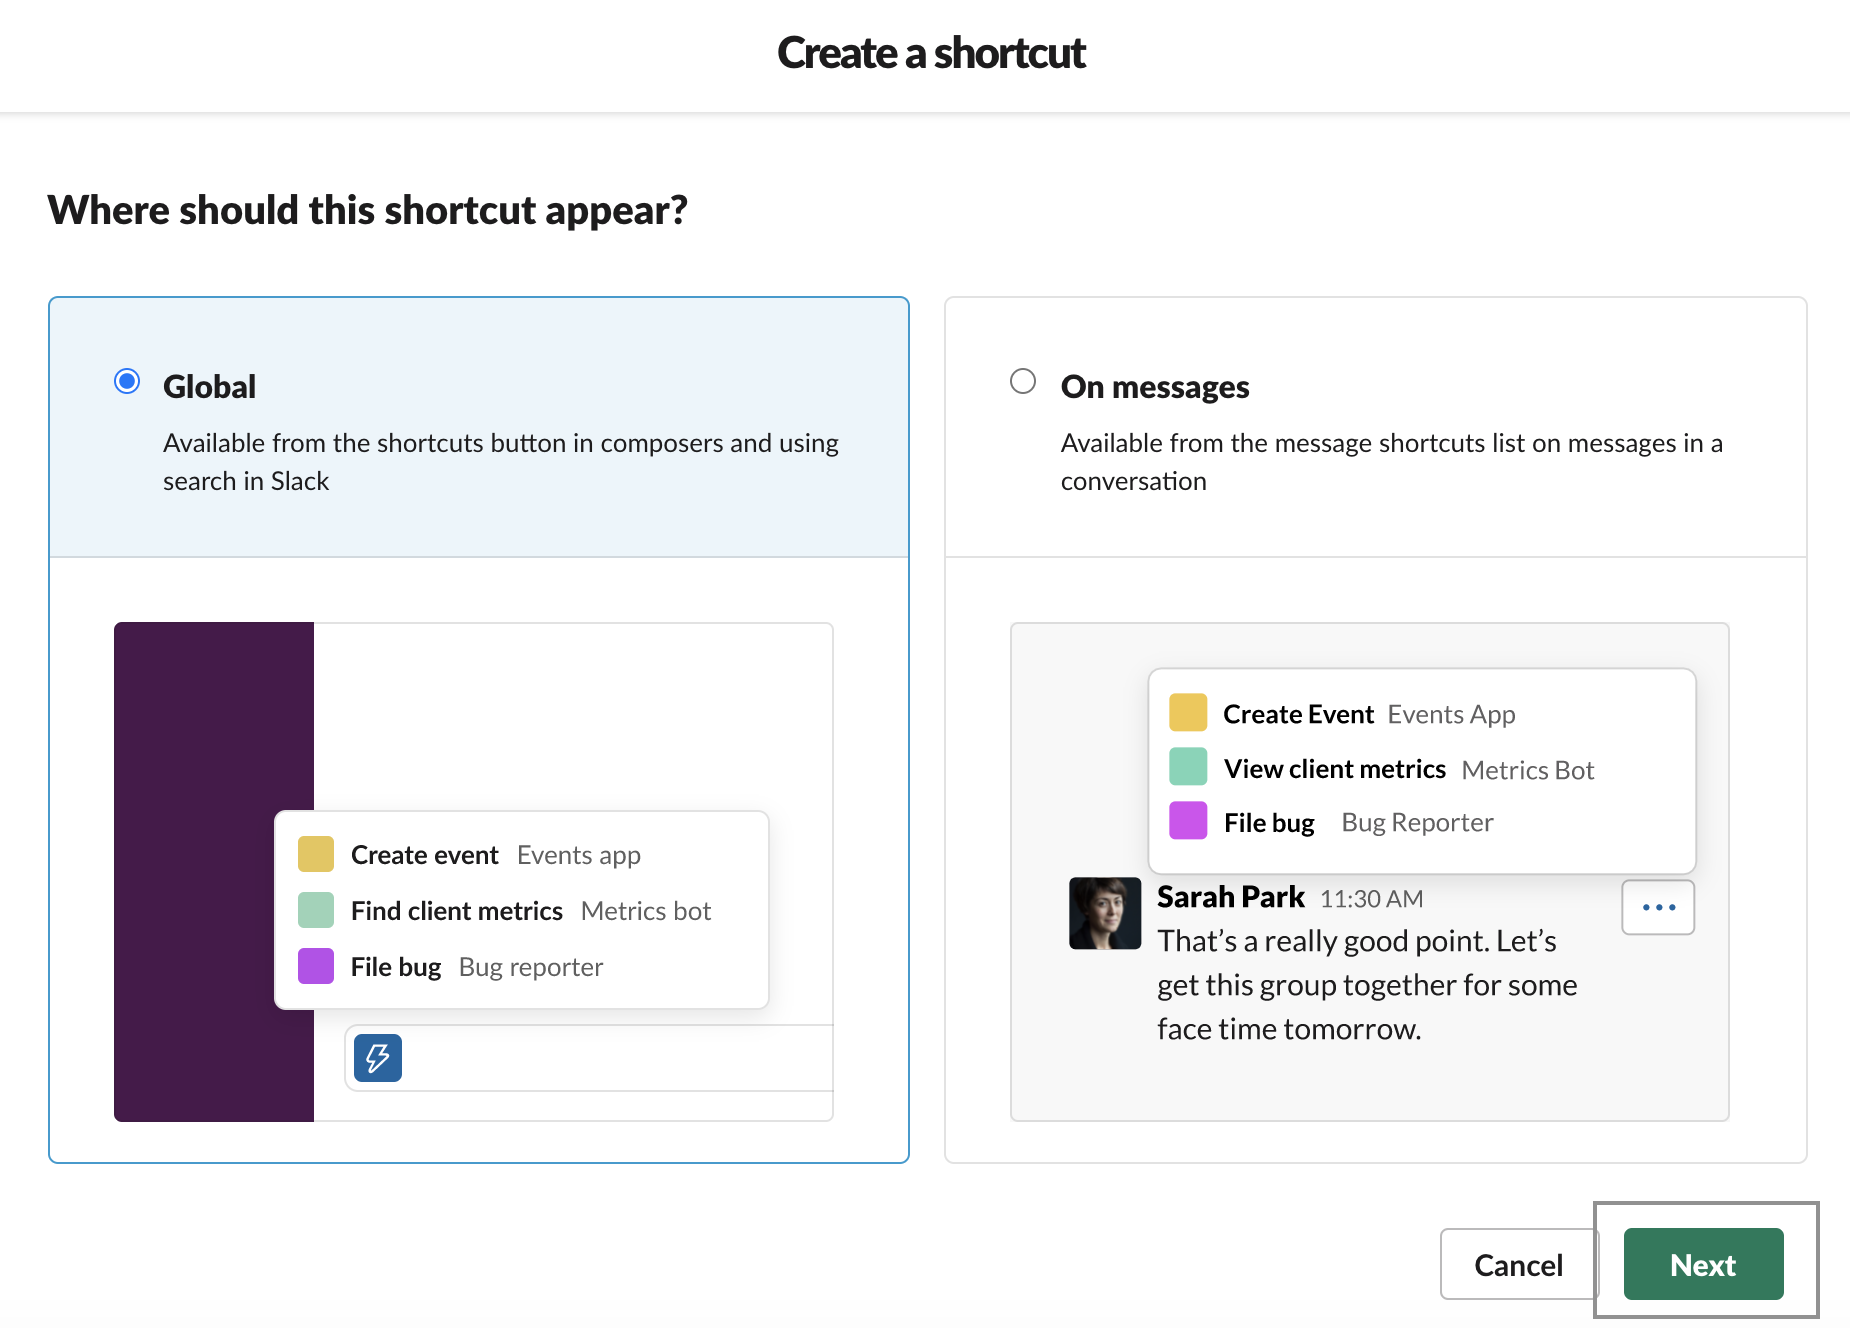 Create a shortcut
Where should this shortcut appear?
Global
Available from the shortcuts button in composers and using
search in Slack
Create event Events app
Find client metrics Metrics bot
File bug Bug reporter
On messages
Available from the message shortcuts list on messages in a
conversation
Create Event Events App
View client metrics Metrics Bot
File bug Bug Reporter
Sarah Park 11:30 AM
That’s a really good point. Let’s
get this group together for some
face time tomorrow.
Cancel Next